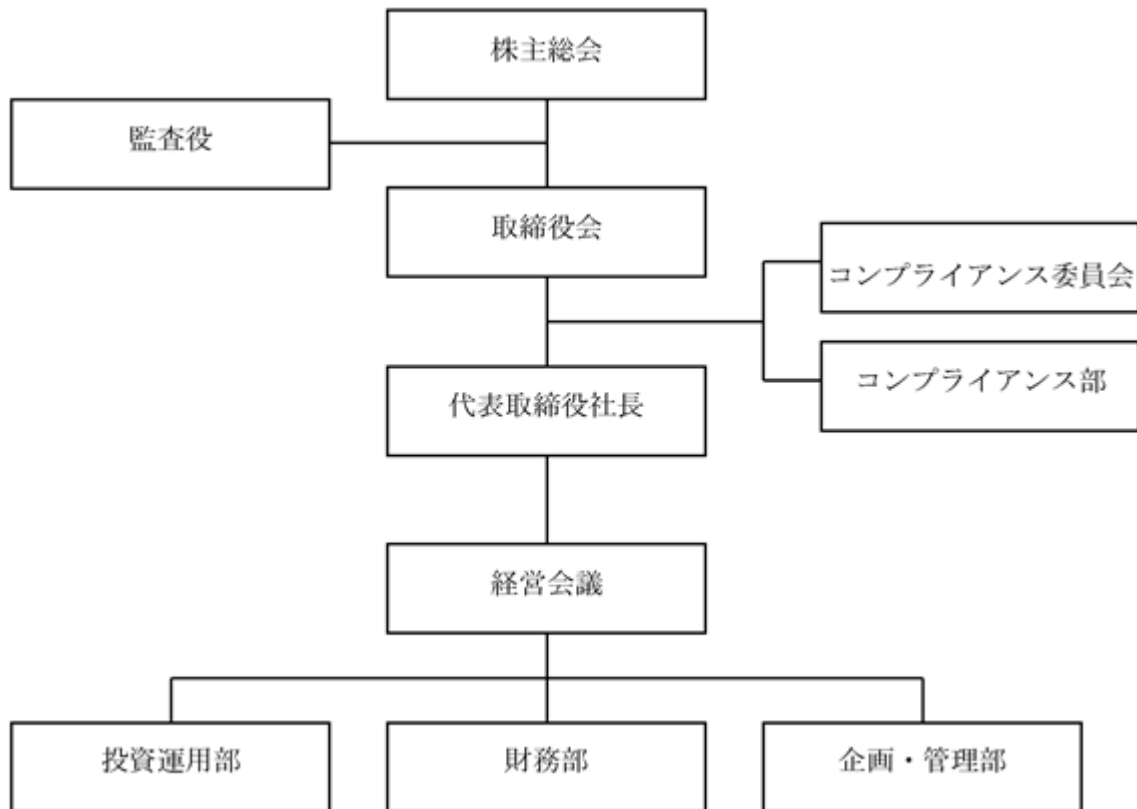 株主総会
監査役
取締役会
コンプライアンス委員会
コンプライアンス部
代表取締役社長
経営会議
投資運用部
財務部
企画・管理部